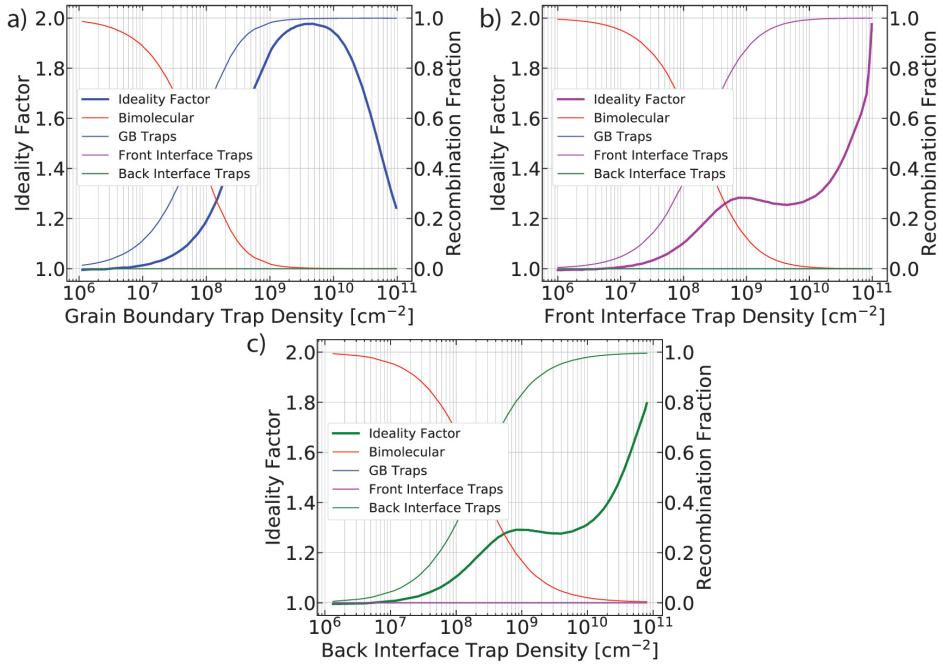 a)
2.0
1.8
1.6
1.4
1.2
1.0
Ideality Factor
Ideality Factor
Bimolecular
GB Traps
Front Interface Traps
Back Interface Traps
1.0
0.8
0.6
0.4
0.2
0.0
Recombination Fraction
10^6 10^7 10^8 10^9 10^10 10^11
Grain Boundary Trap Density [cm^−2]
b)
2.0
1.8
1.6
1.4
1.2
1.0
Ideality Factor
Ideality Factor
Bimolecular
GB Traps
Front Interface Traps
Back Interface Traps
1.0
0.8
0.6
0.4
0.2
0.0
Recombination Fraction
10^6 10^7 10^8 10^9 10^10 10^11
Front Interface Trap Density [cm^−2]
c)
2.0
1.8
1.6
1.4
1.2
1.0
Ideality Factor
Ideality Factor
Bimolecular
GB Traps
Front Interface Traps
Back Interface Traps
1.0
0.8
0.6
0.4
0.2
0.0
Recombination Fraction
10^6 10^7 10^8 10^9 10^10 10^11
Back Interface Trap Density [cm^−2]